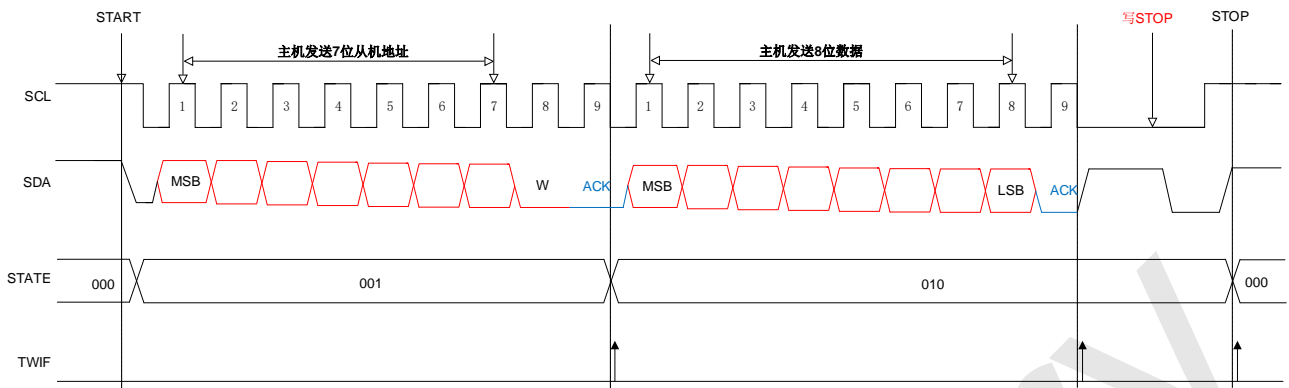 START 写STOP STOP
主机发送7位从机地址 主机发送8位数据
SCL 1 2 3 4 5 6 7 8 9 1 2 3 4 5 6 7 8 9
SDA MSB W ACK MSB LSB ACK
STATE 000 001 010 000
TWIF